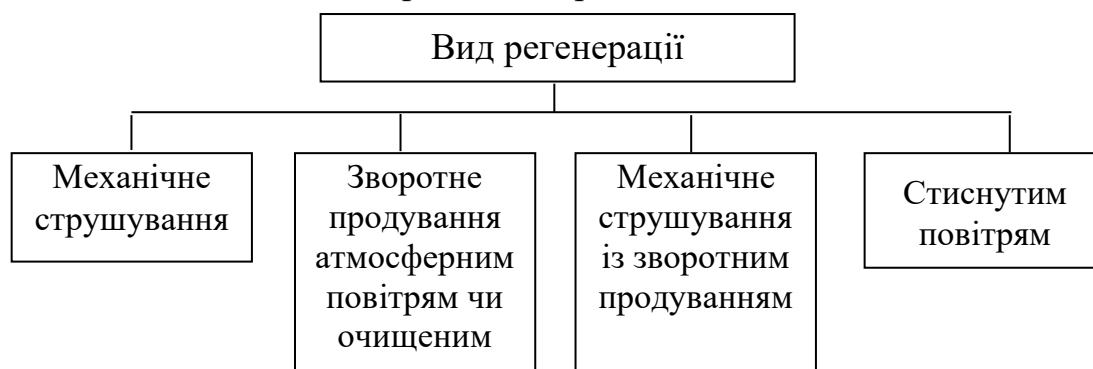 Вид регенерації
Механічне
струшування
Зворотне
продування
атмосферним
повітрям чи
очищеним
Механічне
струшування
із зворотним
продуванням
Стиснутим
повітрям